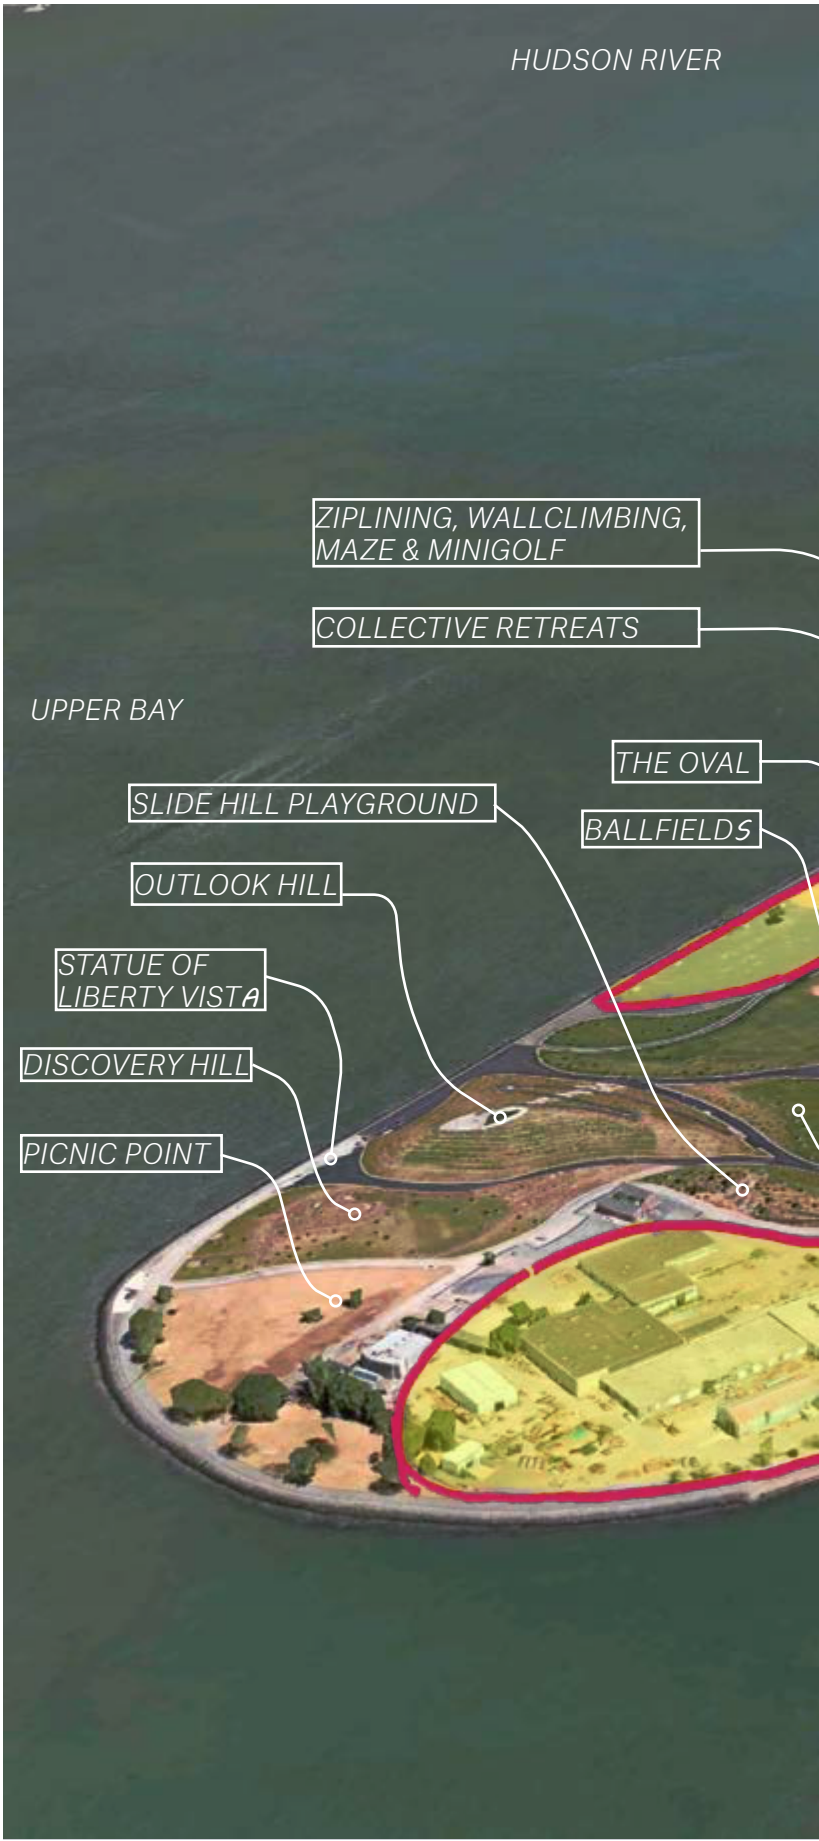 HUDSON RIVER
ZIPLINING, WALLCLIMBING,
MAZE & MINIGOLF
COLLECTIVE RETREATS
UPPER BAY
THE OVAL
SLIDE HILL PLAYGROUND
BALLFIELDS
OUTLOOK HILL
STATUE OF
LIBERTY VISTA
DISCOVERY HILL
PICNIC POINT